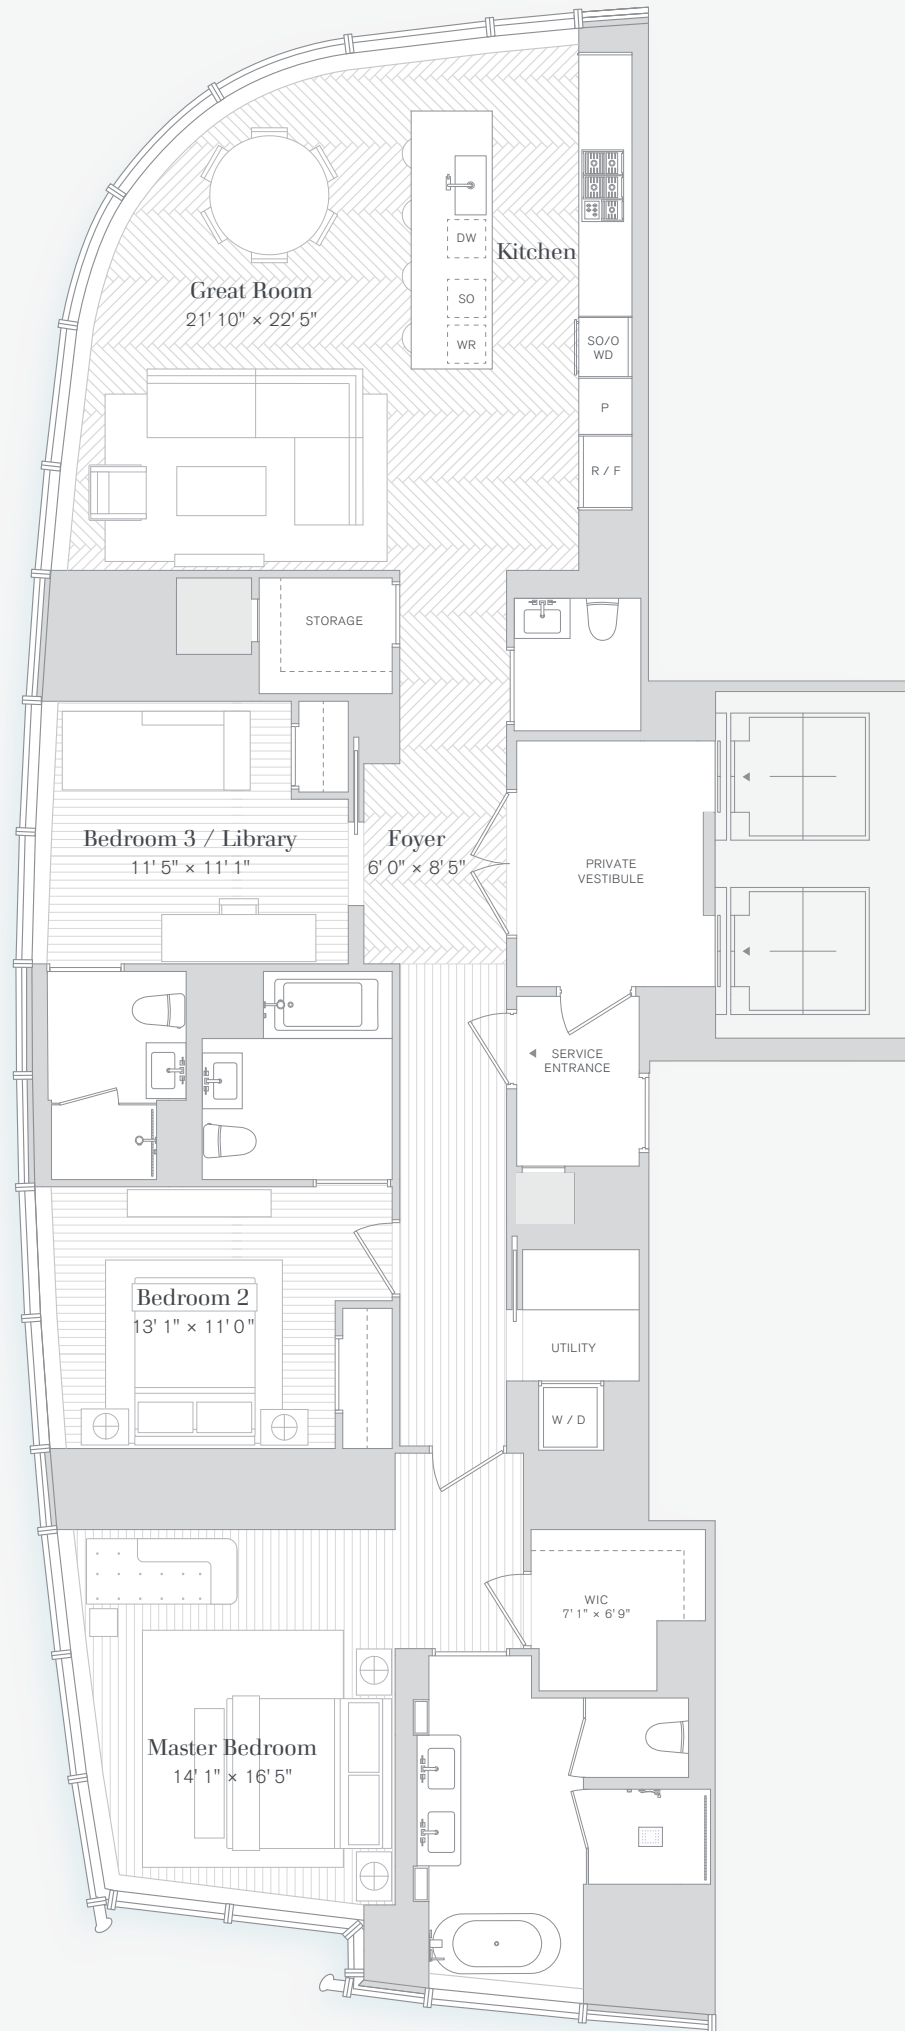 DW
Kitchen
Great Room
21' 10" × 22' 5"
SO
WR
SO/O
WD
P
R / F
STORAGE
Bedroom 3 / Library
11' 5" × 11' 1"
Foyer
6' 0" × 8' 5"
PRIVATE
VESTIBULE
SERVICE
ENTRANCE
Bedroom 2
13' 1" × 11' 0"
UTILITY
W / D
WIC
7' 1" × 6' 9"
Master Bedroom
14' 1" × 16' 5"